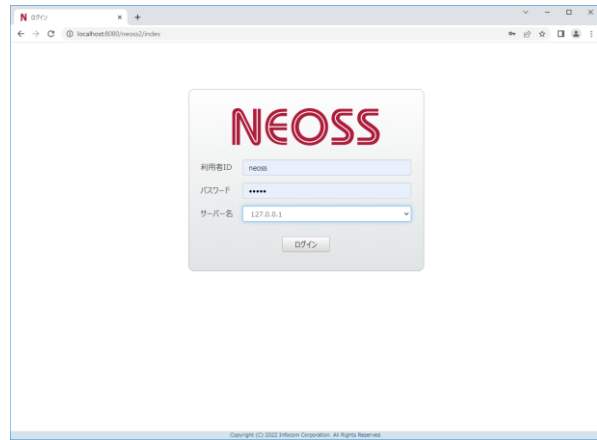 N ログイン
localhost:8080/neoss2/index
NEOSS
利用者ID neoss
パスワード •••••
サーバー名 127.0.0.1
ログイン
Copyright (C) 2022 Infocom Corporation. All Rights Reserved.